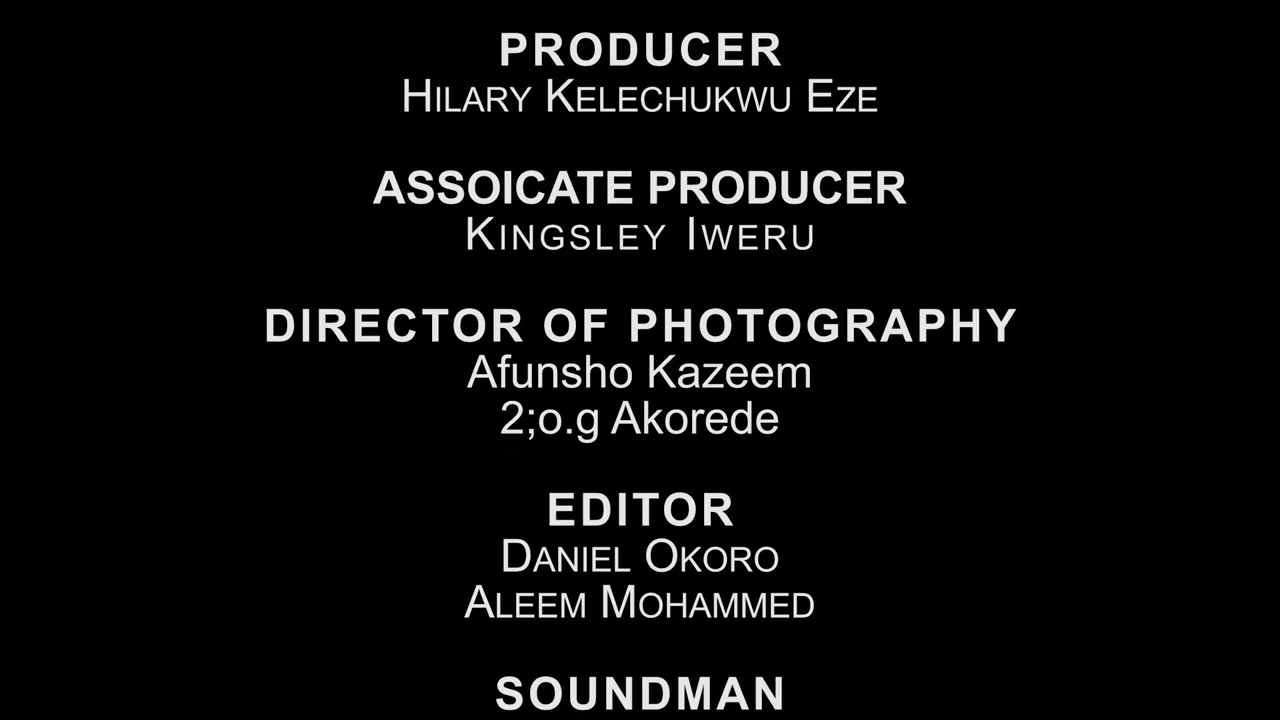 PRODUCER
HILARY KELECHUKWU EZE
ASSOICATE PRODUCER
KINGSLEY IWERU
DIRECTOR OF PHOTOGRAPHY
Afunsho Kazeem
2;o.g Akorede
EDITOR
DANIEL OKORO
ALEEM MOHAMMED
SOUNDMAN